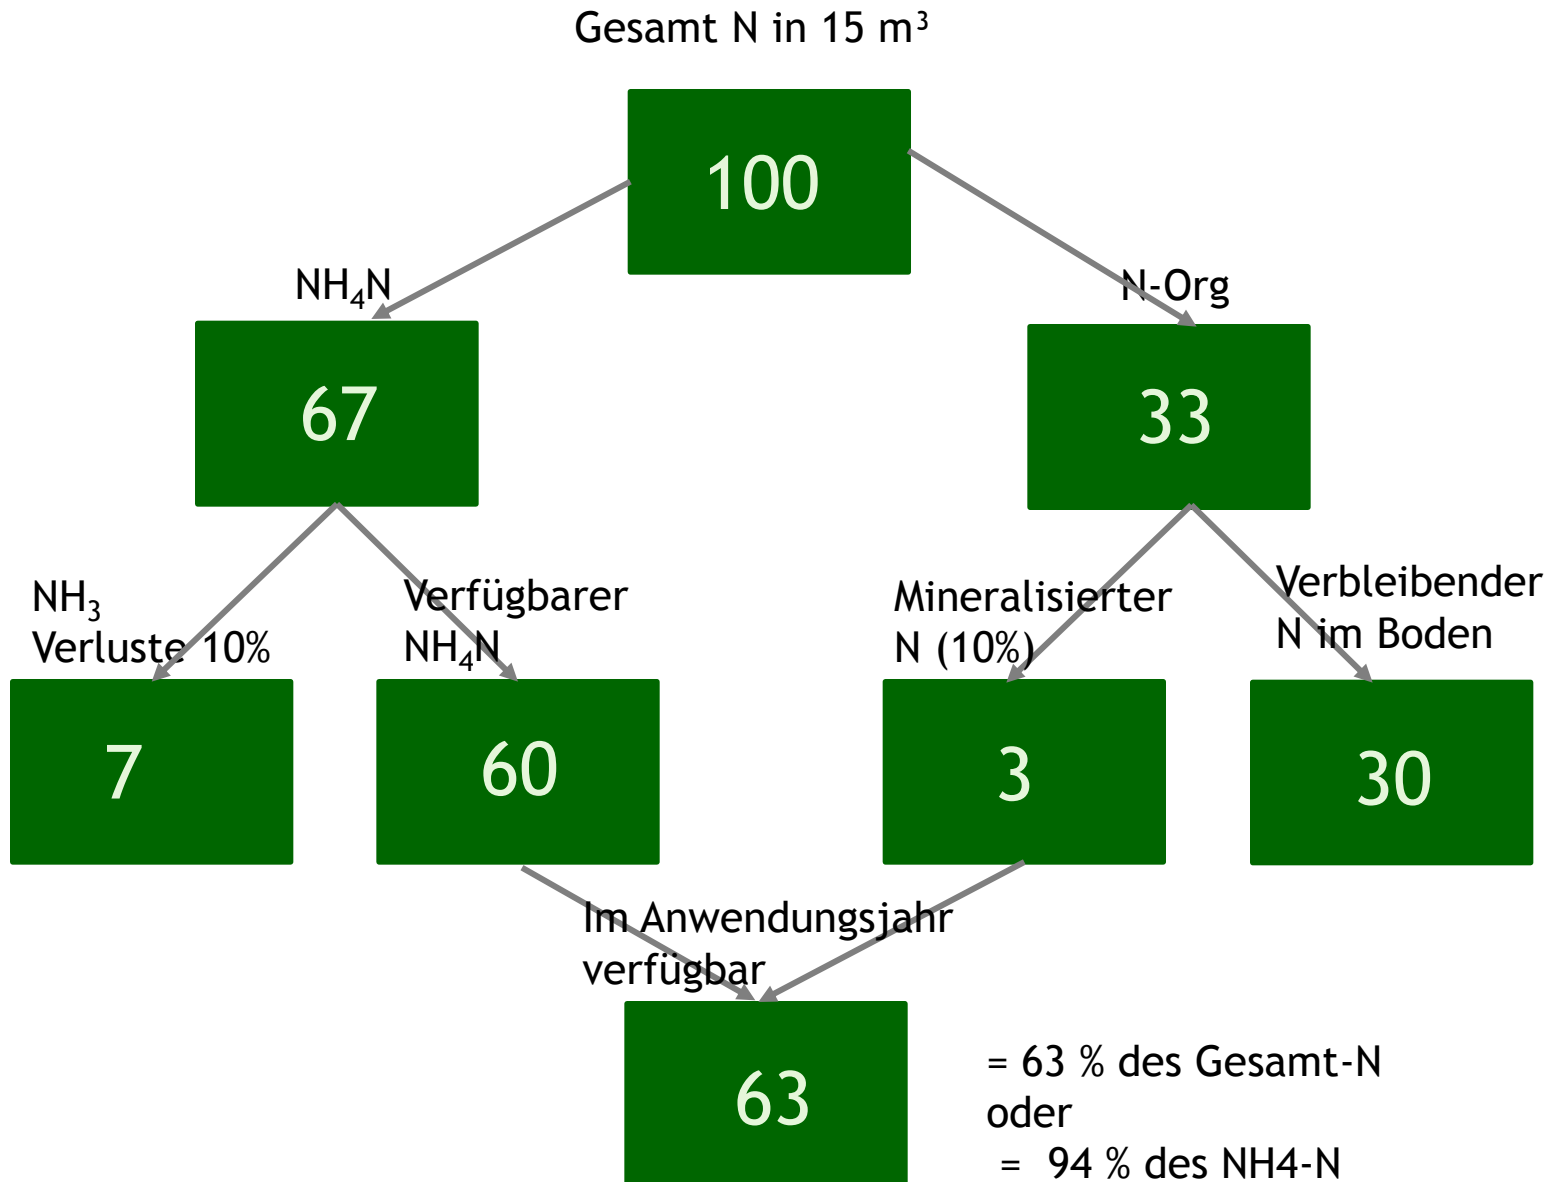 Gesamt N in 15 m³
100
NH₄N
N-Org
67
33
NH₃
Verluste 10%
Verfügbarer
NH₄N
Mineralisierter
N (10%)
Verbleibender
N im Boden
7
60
3
30
Im Anwendungsjahr
verfügbar
63
= 63 % des Gesamt-N
oder
= 94 % des NH4-N